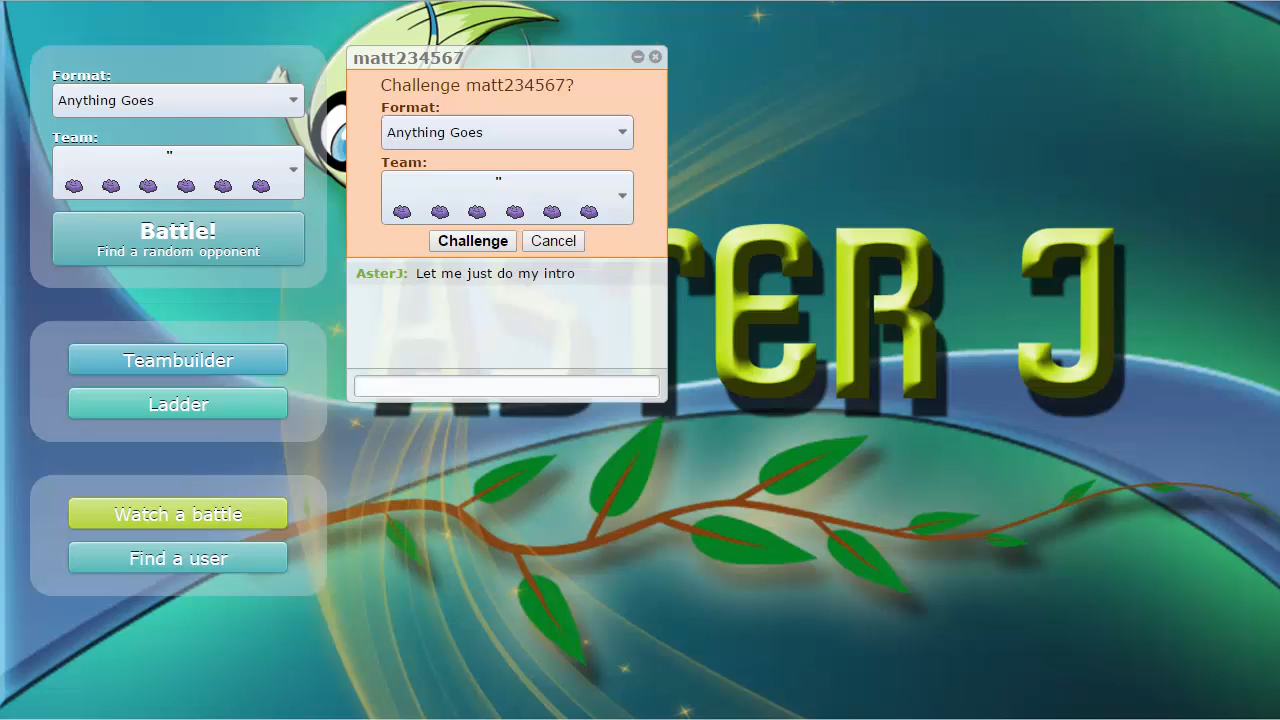 Format:
Anything Goes
Team:
"
Battle!
Find a random opponent
Teambuilder
Ladder
Watch a battle
Find a user
matt234567
Challenge matt234567?
Format:
Anything Goes
Team:
"
Challenge Cancel
AsterJ: Let me just do my intro
ASTER J